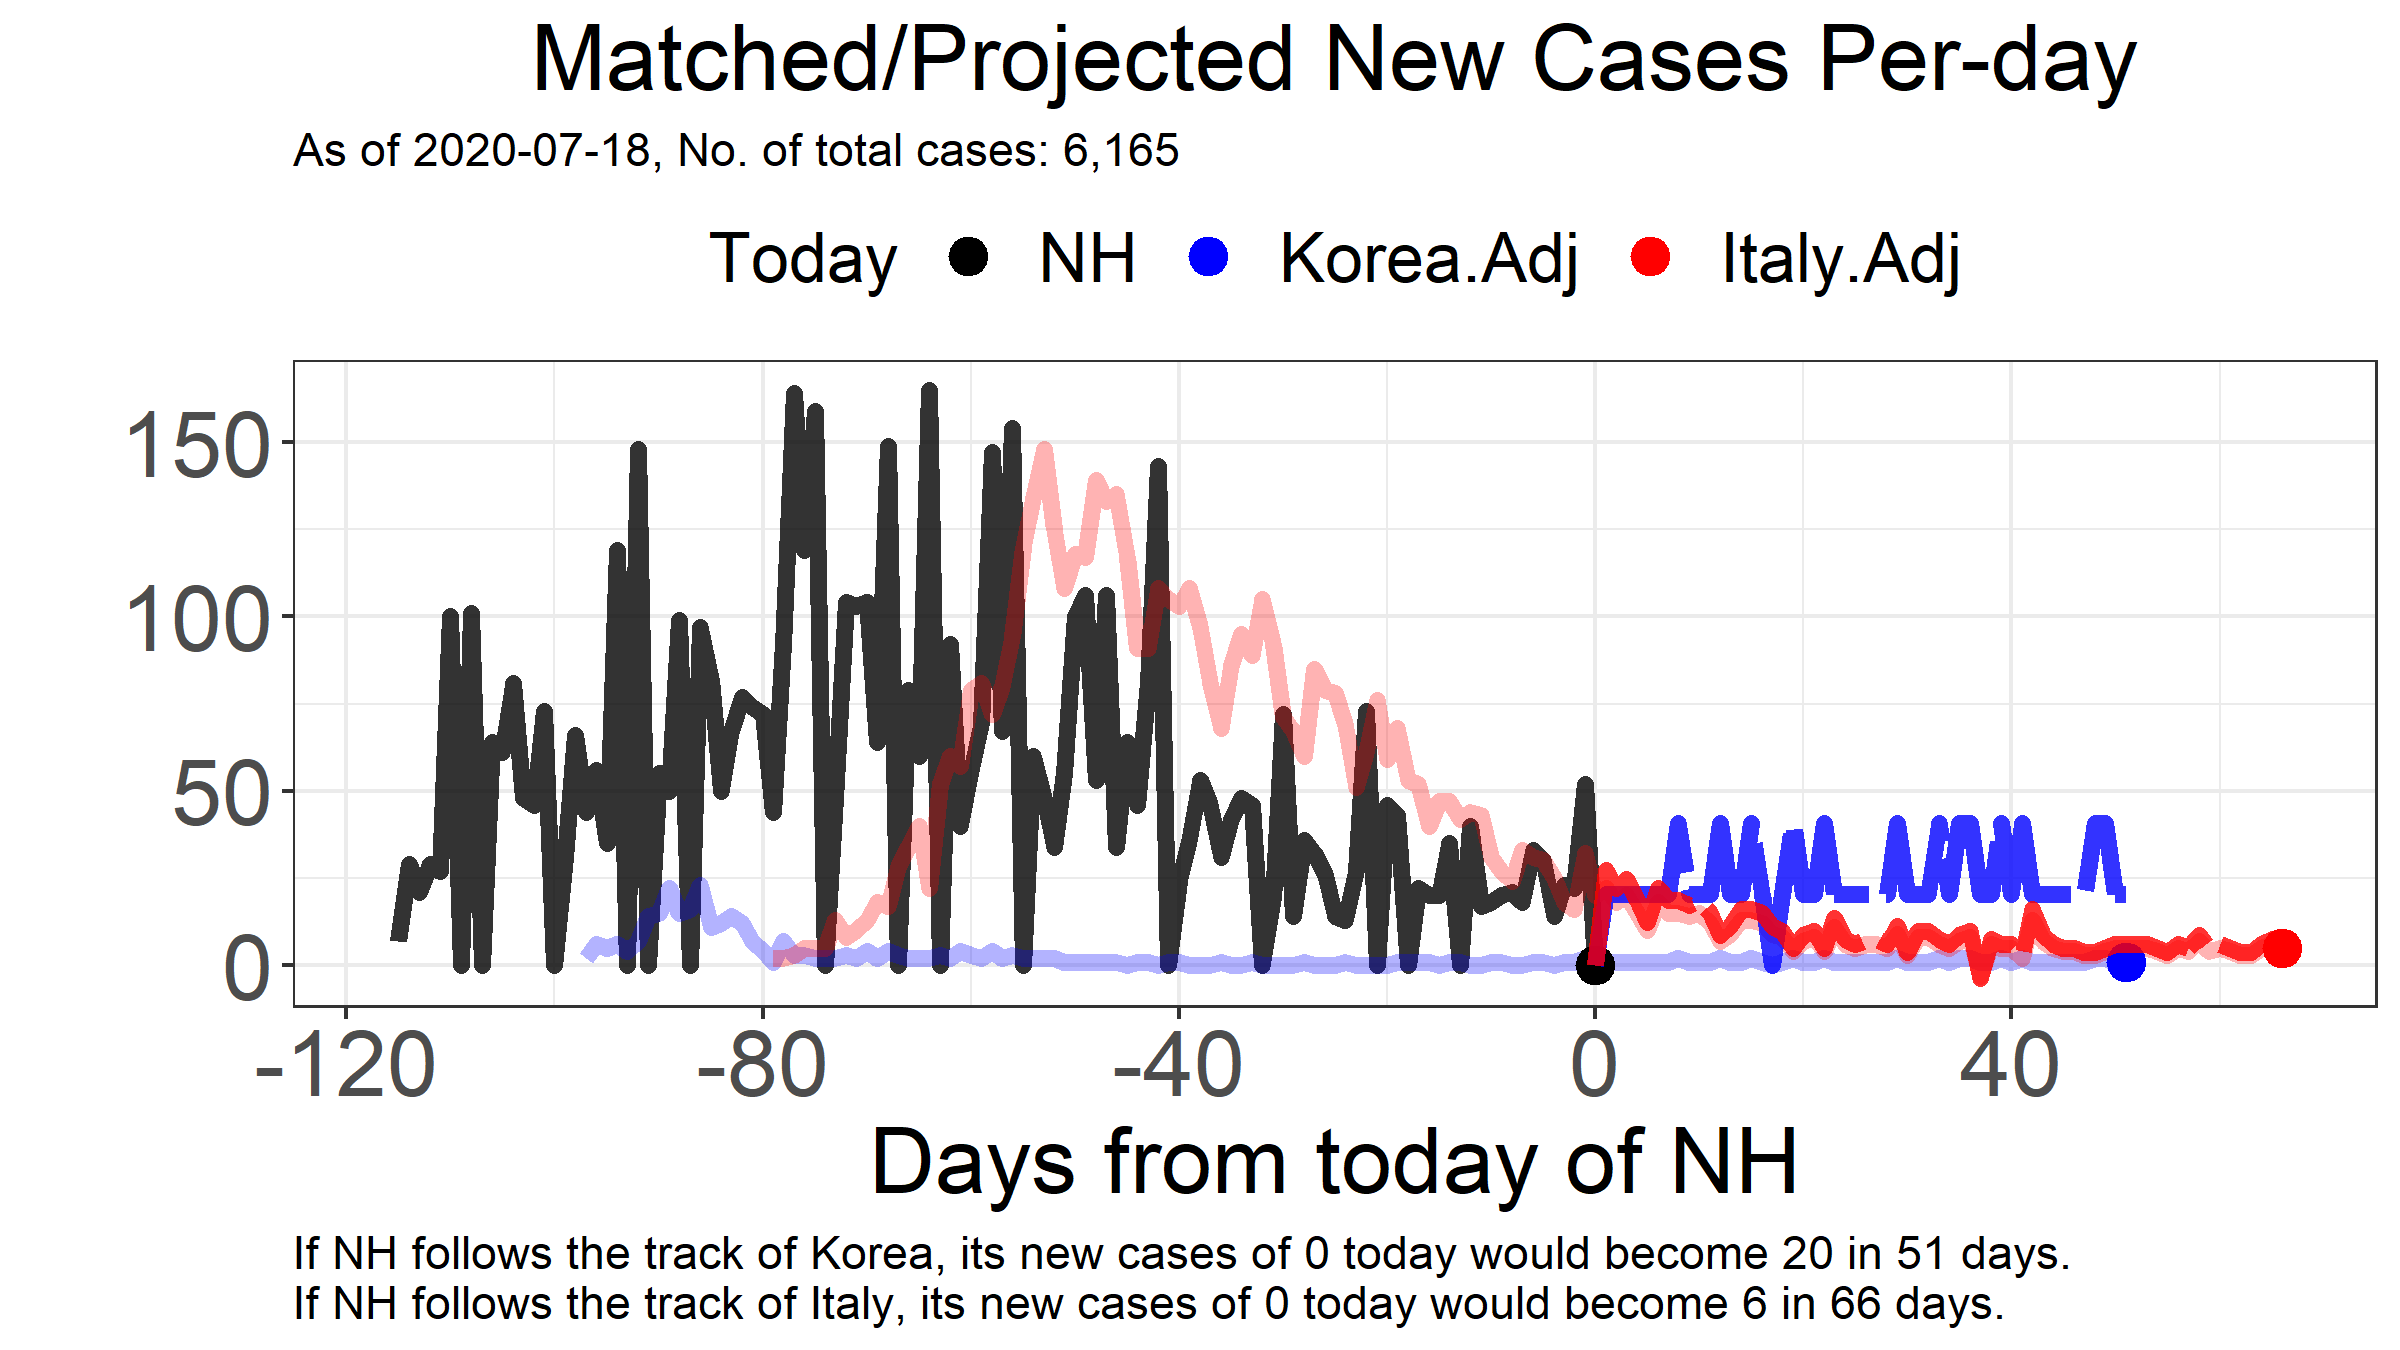 Matched/Projected New Cases Per-day
As of 2020-07-18, No. of total cases: 6,165
Today NH Korea.Adj Italy.Adj
150
100
50
0
-120 -80 -40 0 40
Days from today of NH
If NH follows the track of Korea, its new cases of 0 today would become 20 in 51 days.
If NH follows the track of Italy, its new cases of 0 today would become 6 in 66 days.